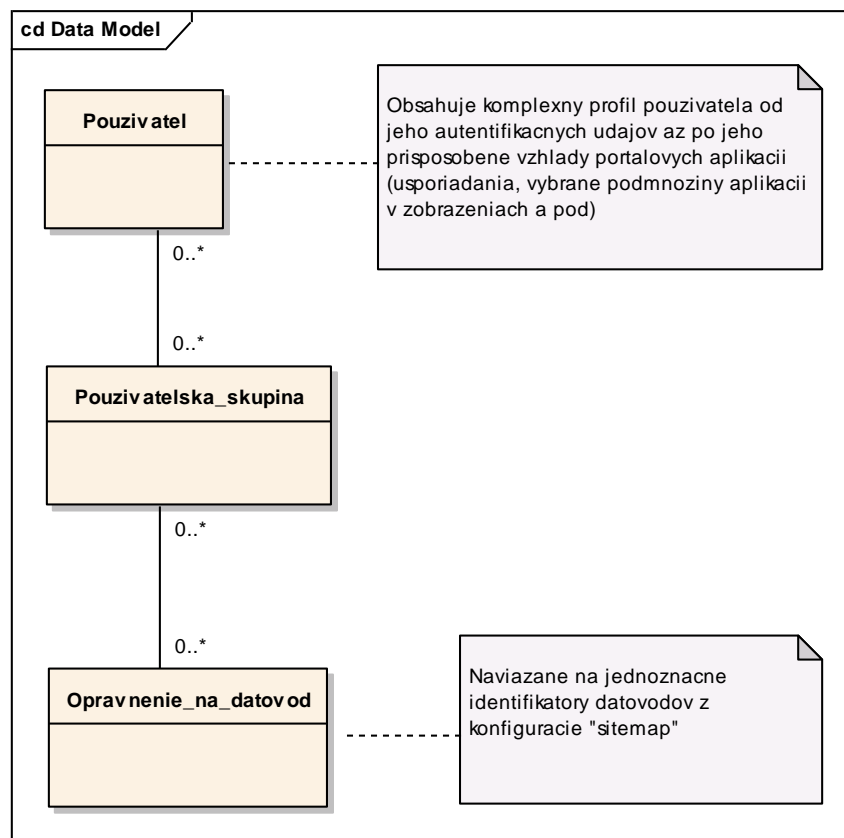 cd Data Model
Pouzivatel
Obsahuje komplexny profil pouzivatela od
jeho autentifikacnych udajov az po jeho
prisposobene vzhlady portalovych aplikacii
(usporiadania, vybrane podmnoziny aplikacii
v zobrazeniach a pod)
0..*
0..*
Pouzivatelska_skupina
0..*
0..*
Opravnenie_na_datovod
Naviazane na jednoznacne
identifikatory datovodov z
konfiguracie "sitemap"